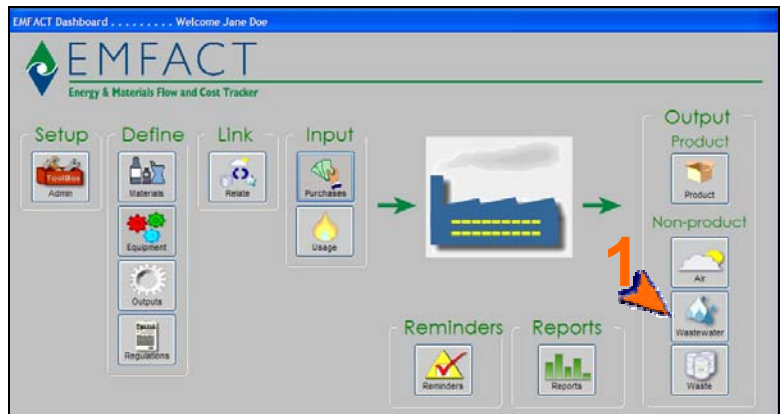 EMFACT Dashboard . . . . . . . . . Welcome Jane Doe
EMFACT
Energy & Materials Flow and Cost Tracker
Setup
ToolBox
Admin
Define
Materials
Equipment
Outputs
Regulations
Link
Relate
Input
Purchases
Usage
Output
Product
Product
Non-product
Air
1
Wastewater
Waste
Reminders
Reminders
Reports
Reports